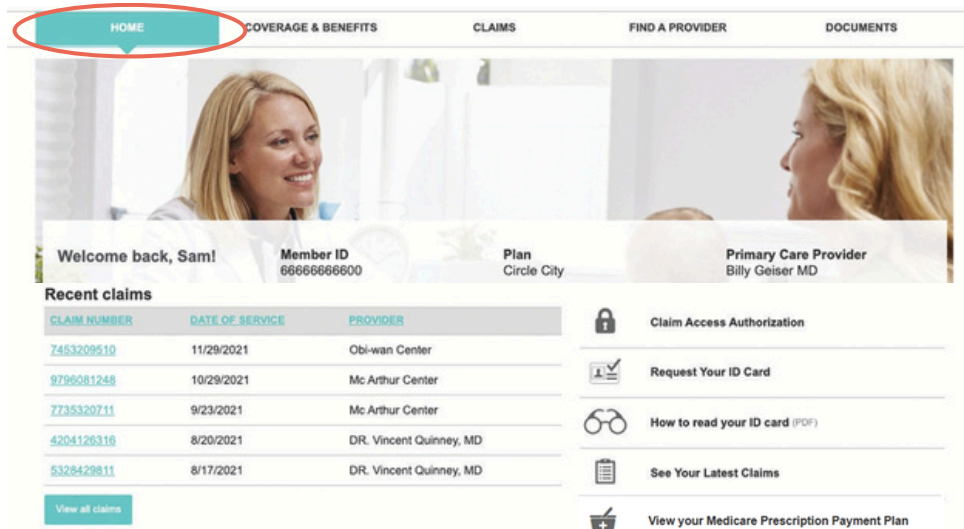 HOME COVERAGE & BENEFITS CLAIMS FIND A PROVIDER DOCUMENTS
Welcome back, Sam!
Member ID
66666666600
Plan
Circle City
Primary Care Provider
Billy Geiser MD
Recent claims
CLAIM NUMBER DATE OF SERVICE PROVIDER
7453209510 11/29/2021 Obi-wan Center
9796081248 10/29/2021 Mc Arthur Center
7735320711 9/23/2021 Mc Arthur Center
4204126316 8/20/2021 DR. Vincent Quinney, MD
5328429811 8/17/2021 DR. Vincent Quinney, MD
View all claims
Claim Access Authorization
Request Your ID Card
How to read your ID card (PDF)
See Your Latest Claims
View your Medicare Prescription Payment Plan